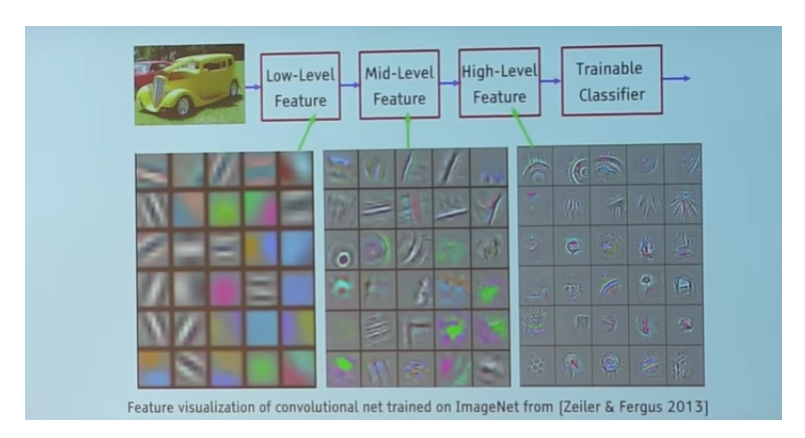 Low-Level
Feature
Mid-Level
Feature
High-Level
Feature
Trainable
Classifier
Feature visualization of convolutional net trained on ImageNet from [Zeiler & Fergus 2013]